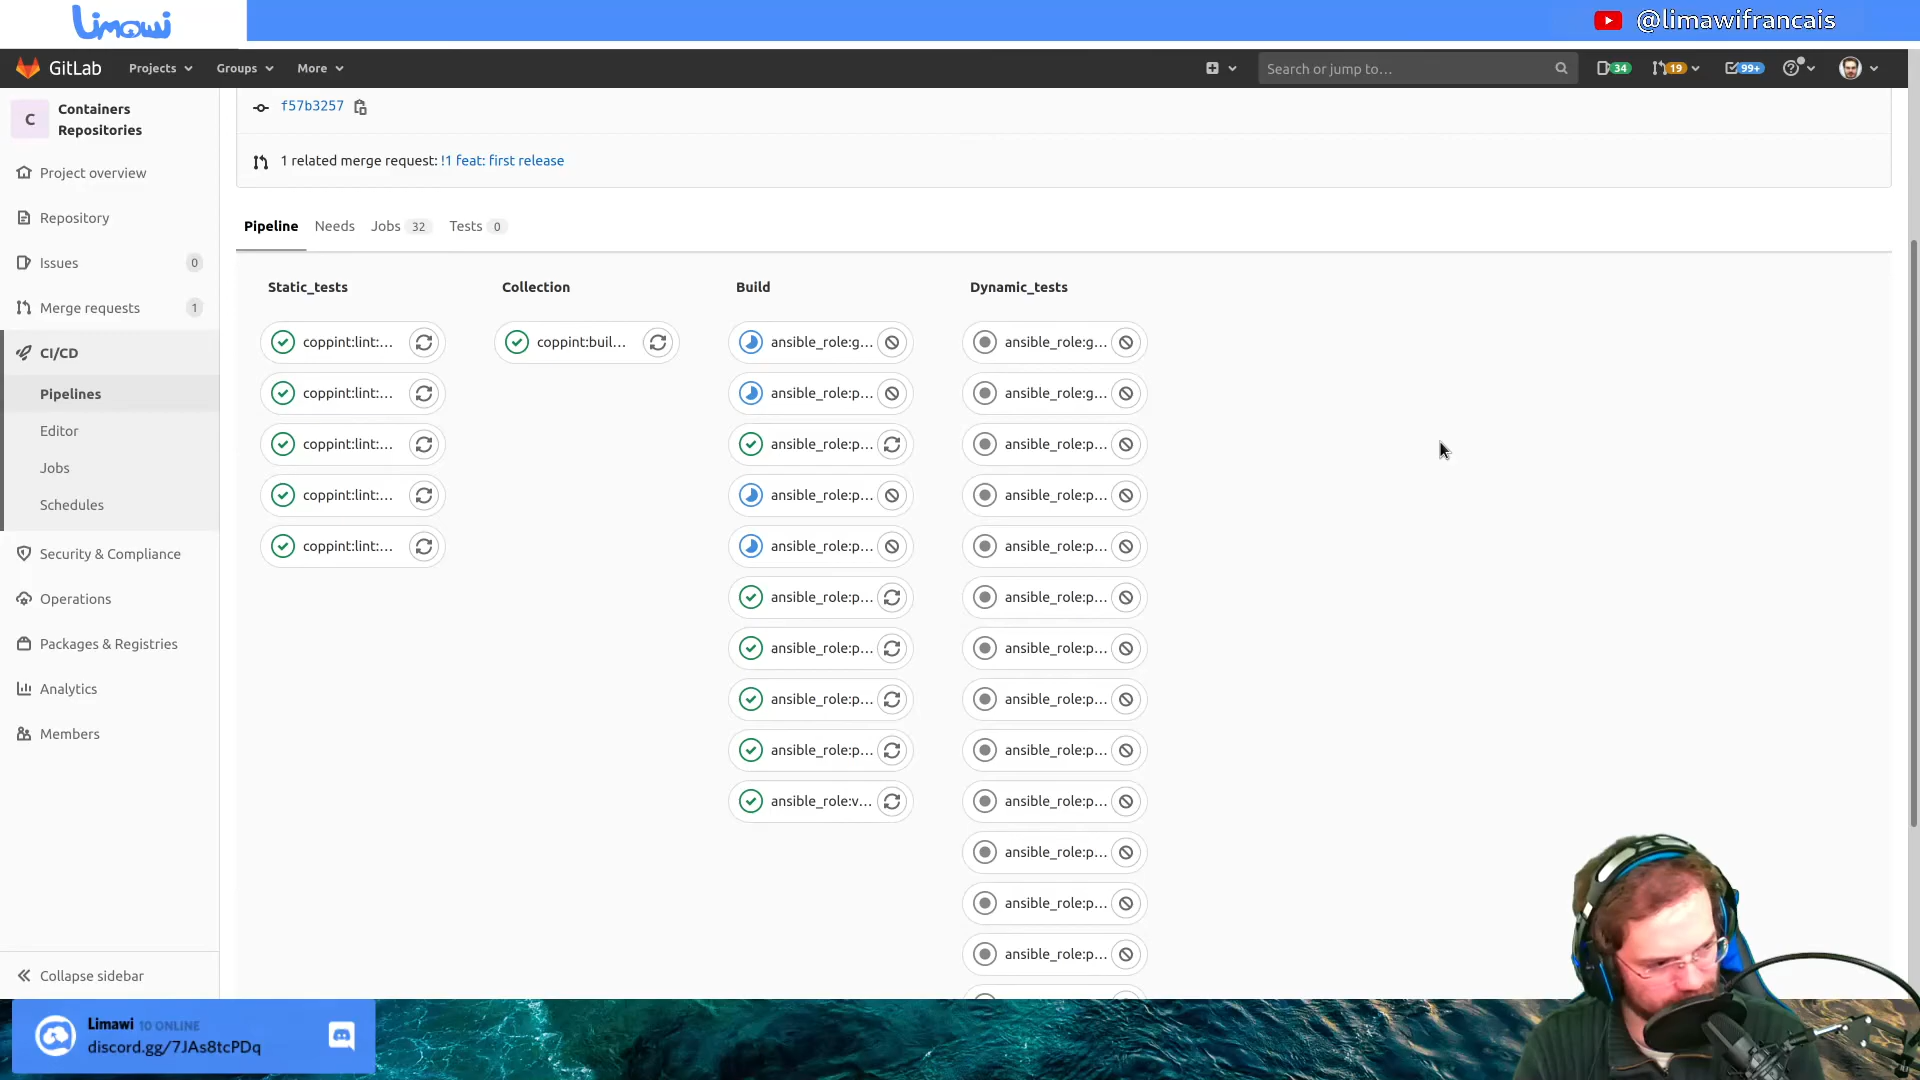 Limawi
@limawifrancais
GitLab Projects Groups More Search or jump to... 34 19 99+
C Containers Repositories
Project overview
Repository
Issues 0
Merge requests 1
CI/CD
Pipelines
Editor
Jobs
Schedules
Security & Compliance
Operations
Packages & Registries
Analytics
Members
Collapse sidebar
f57b3257
1 related merge request: !1 feat: first release
Pipeline Needs Jobs 32 Tests 0
Static_tests
coppint:lint:...
coppint:lint:...
coppint:lint:...
coppint:lint:...
coppint:lint:...
Collection
coppint:buil...
Build
ansible_role:g...
ansible_role:p...
ansible_role:p...
ansible_role:p...
ansible_role:p...
ansible_role:p...
ansible_role:p...
ansible_role:p...
ansible_role:p...
ansible_role:v...
Dynamic_tests
ansible_role:g...
ansible_role:g...
ansible_role:p...
ansible_role:p...
ansible_role:p...
ansible_role:p...
ansible_role:p...
ansible_role:p...
ansible_role:p...
ansible_role:p...
ansible_role:p...
ansible_role:p...
ansible_role:p...
Limawi 10 ONLINE
discord.gg/7JAs8tcPDq